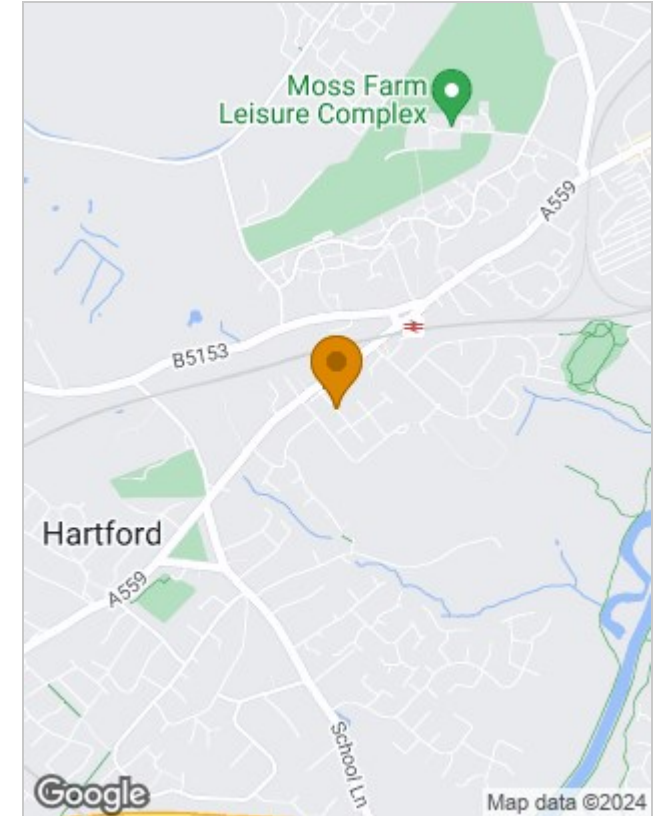 Moss Farm
Leisure Complex
A559
B5153
Hartford
A559
School Ln
Google
Map data ©2024